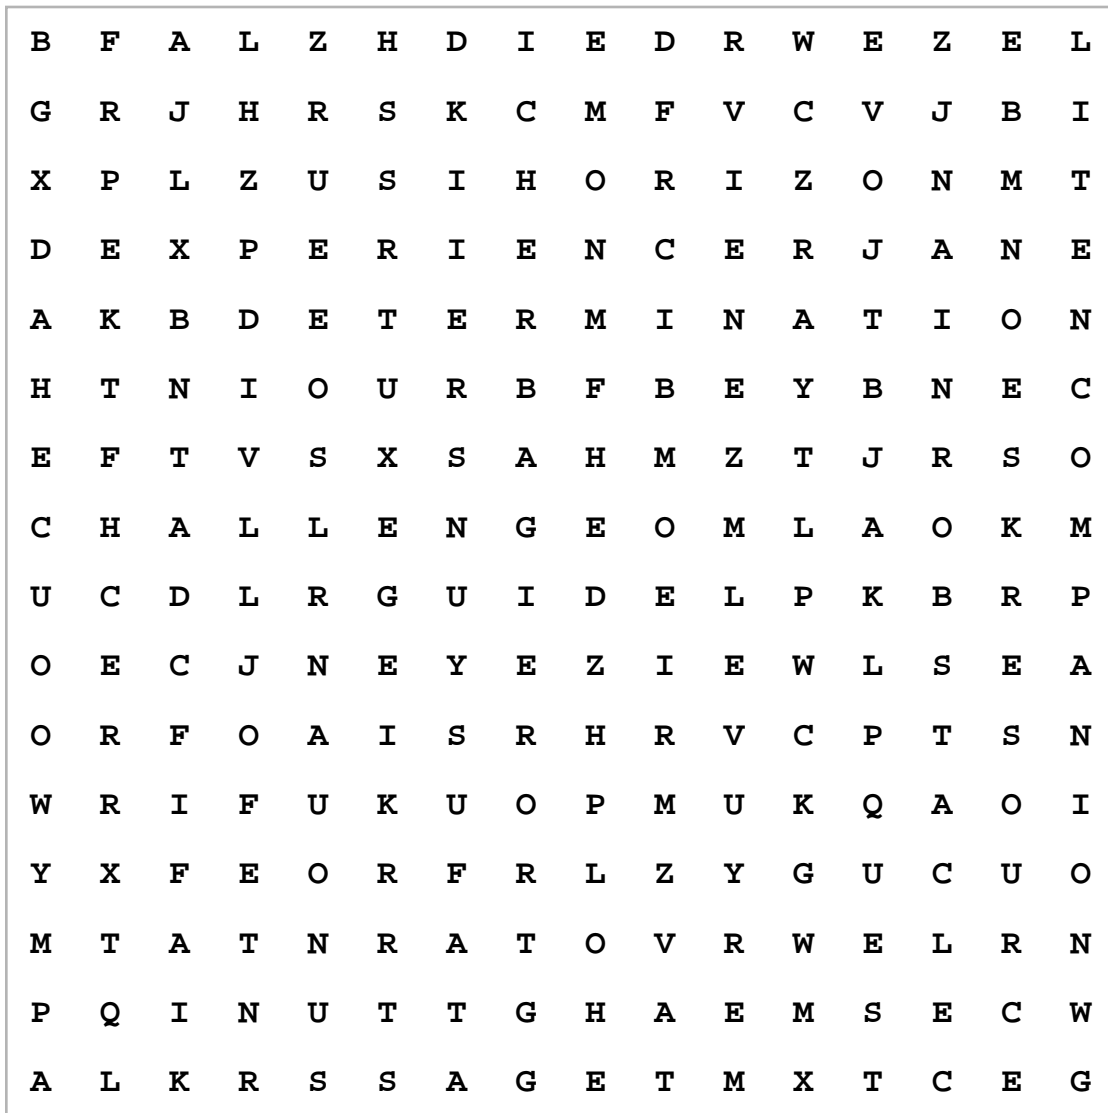 B F A L Z H D I E D R W E Z E L
G R J H R S K C M F V C V J B I
X P L Z U S I H O R I Z O N M T
D E X P E R I E N C E R J A N E
A K B D E T E R M I N A T I O N
H T N I O U R B F B E Y B N E C
E F T V S X S A H M Z T J R S O
C H A L L E N G E O M L A O K M
U C D L R G U I D E L P K B R P
O E C J N E Y E Z I E W L S E A
O R F O A I S R H R V C P T S N
W R I F U K U O P M U K Q A O I
Y X F E O R F R L Z Y G U C U O
M T A T N R A T O V R W E L R N
P Q I N U T T G H A E M S E C W
A L K R S S A G E T M X T C E G